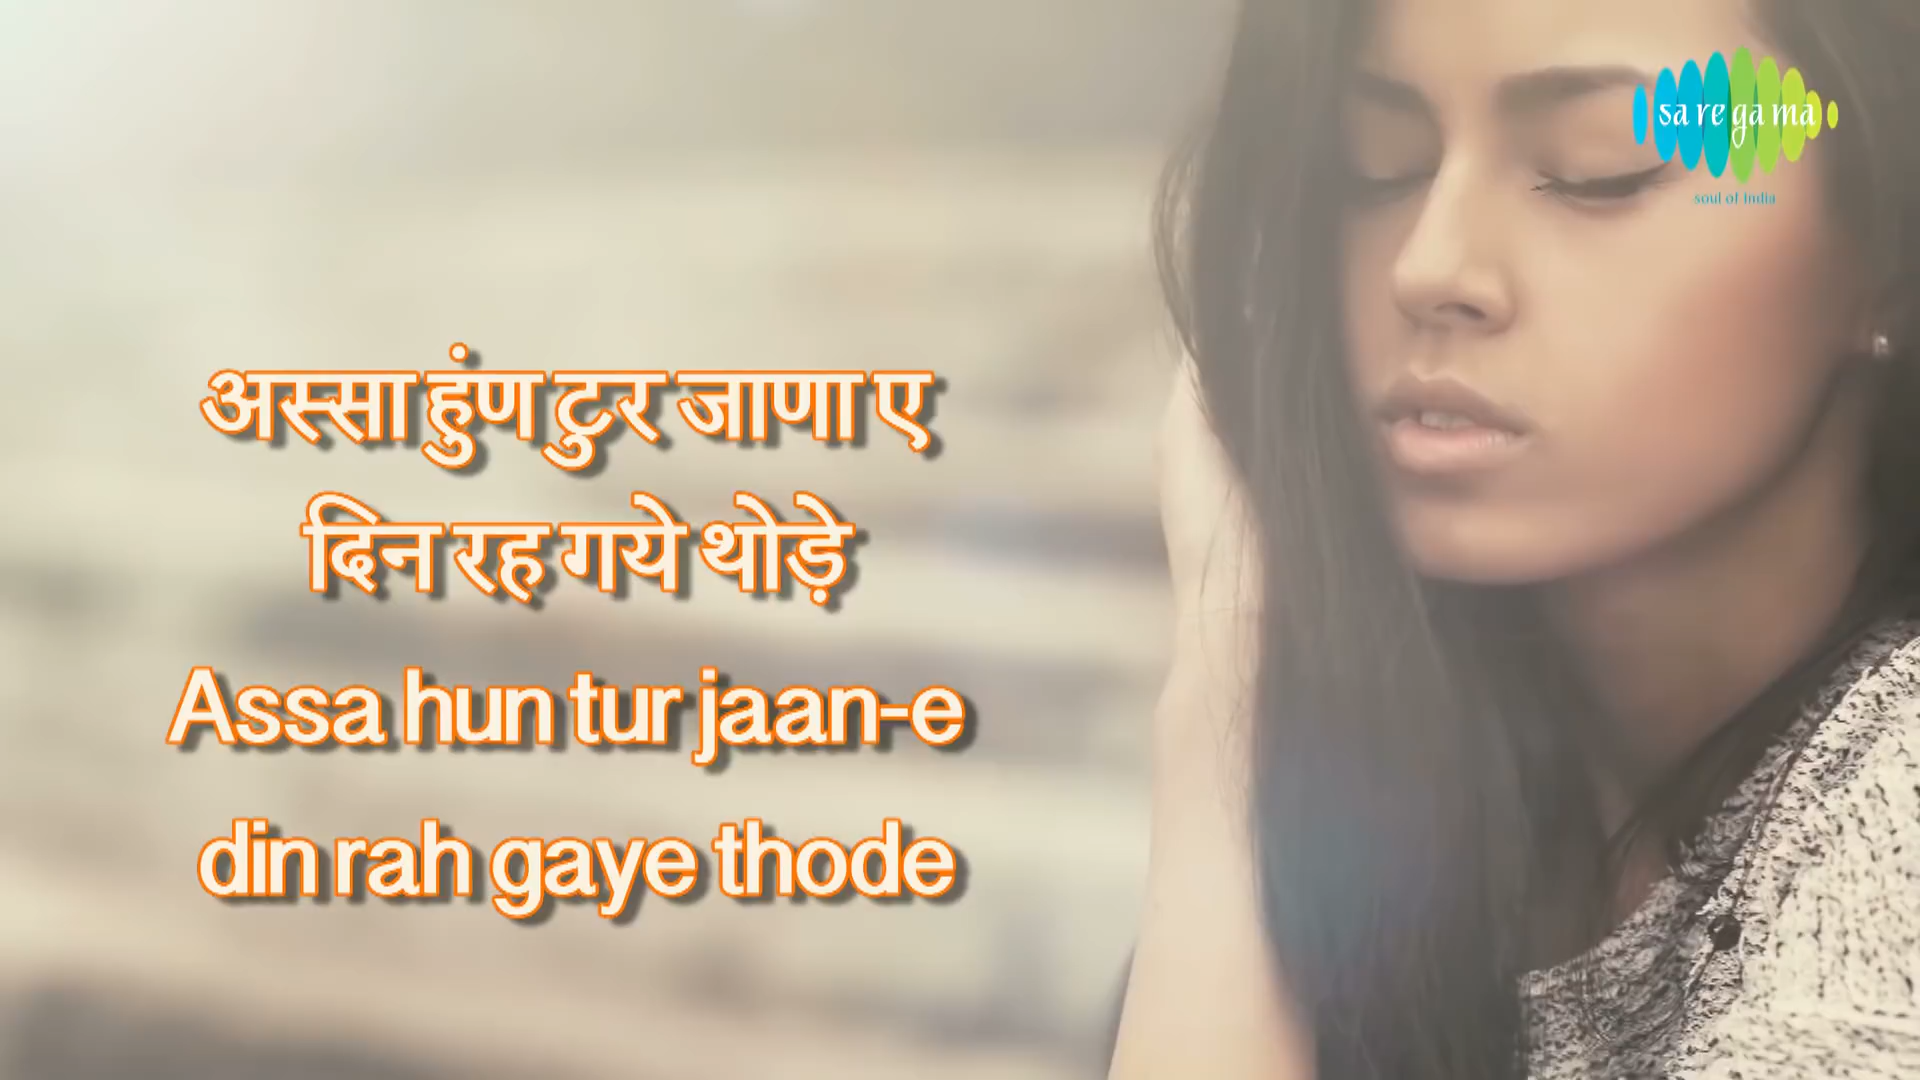 sa re ga ma
soul of India
अस्सा हुंण टुर जाणा ए
दिन रह गये थोड़े
Assa hun tur jaan-e
din rah gaye thode